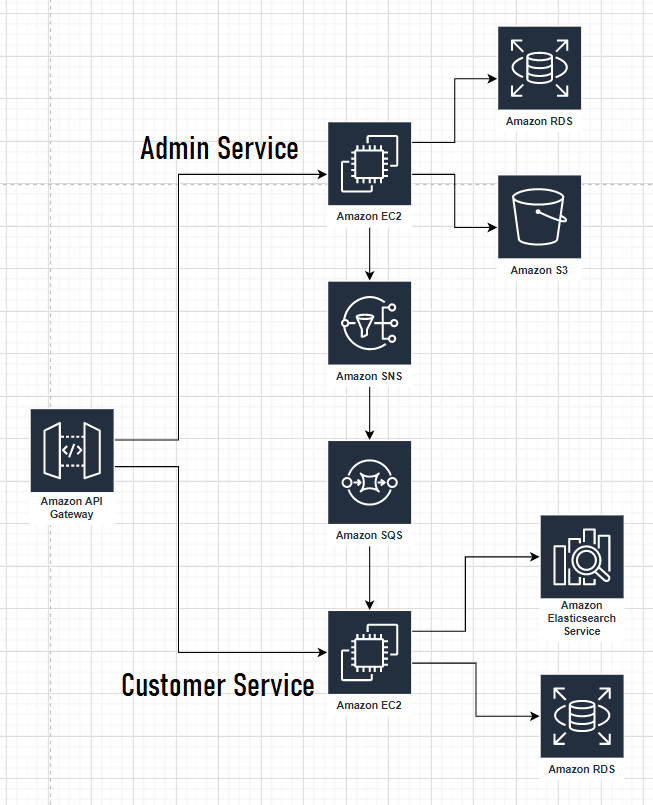 Amazon RDS
Admin Service
Amazon EC2
Amazon S3
Amazon SNS
</>
Amazon API
Gateway
Amazon SQS
Amazon
Elasticsearch
Service
Customer Service
Amazon EC2
Amazon RDS